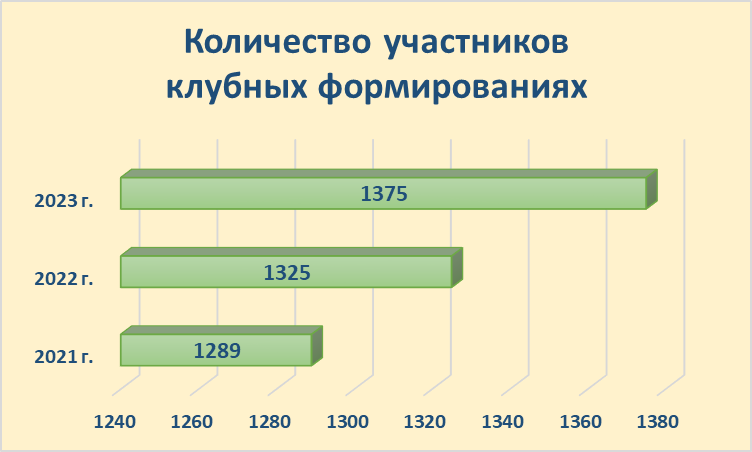 Количество участников
клубных формированиях
2023 г.
1375
2022 г.
1325
2021 г.
1289
1240 1260 1280 1300 1320 1340 1360 1380